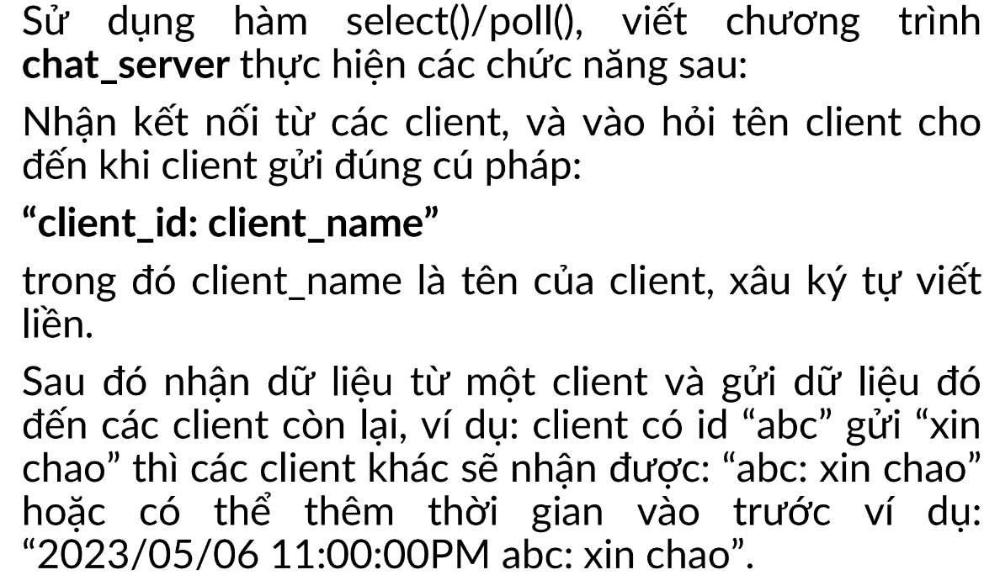 Sử dụng hàm select()/poll(), viết chương trình
chat_server thực hiện các chức năng sau:
Nhận kết nối từ các client, và vào hỏi tên client cho
đến khi client gửi đúng cú pháp:
“client_id: client_name”
trong đó client_name là tên của client, xâu ký tự viết
liền.
Sau đó nhận dữ liệu từ một client và gửi dữ liệu đó
đến các client còn lại, ví dụ: client có id “abc” gửi “xin
chao” thì các client khác sẽ nhận được: “abc: xin chao”
hoặc có thể thêm thời gian vào trước ví dụ:
“2023/05/06 11:00:00PM abc: xin chao”.